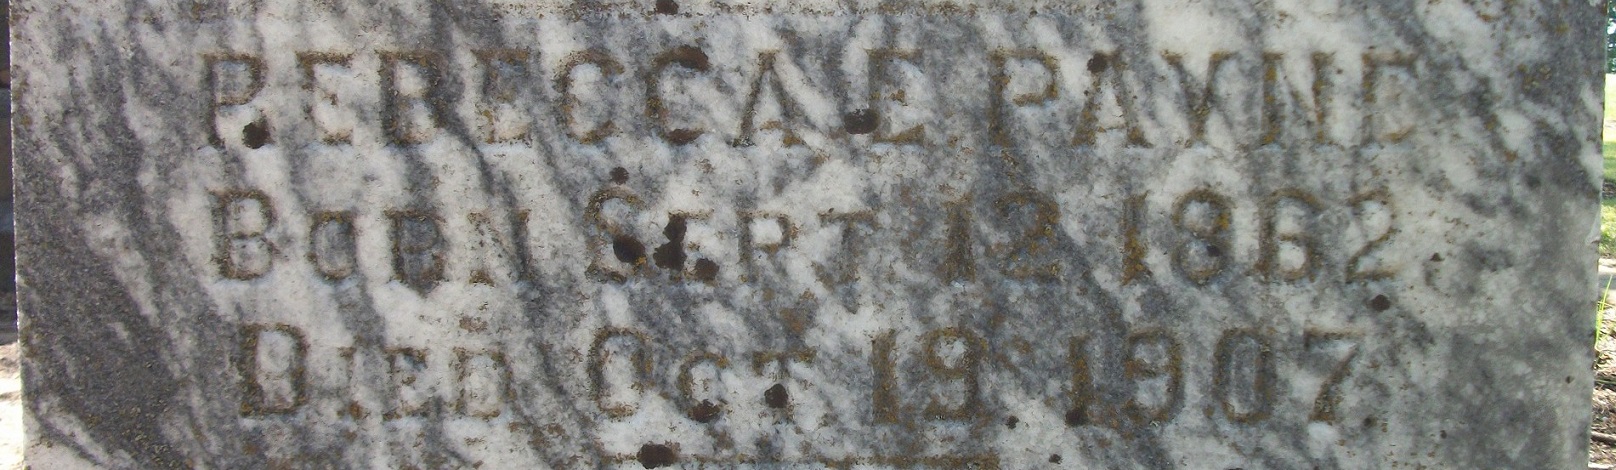 REBECCA E. PAYNE
BORN SEPT 12 1862
DIED OCT 19. 1907